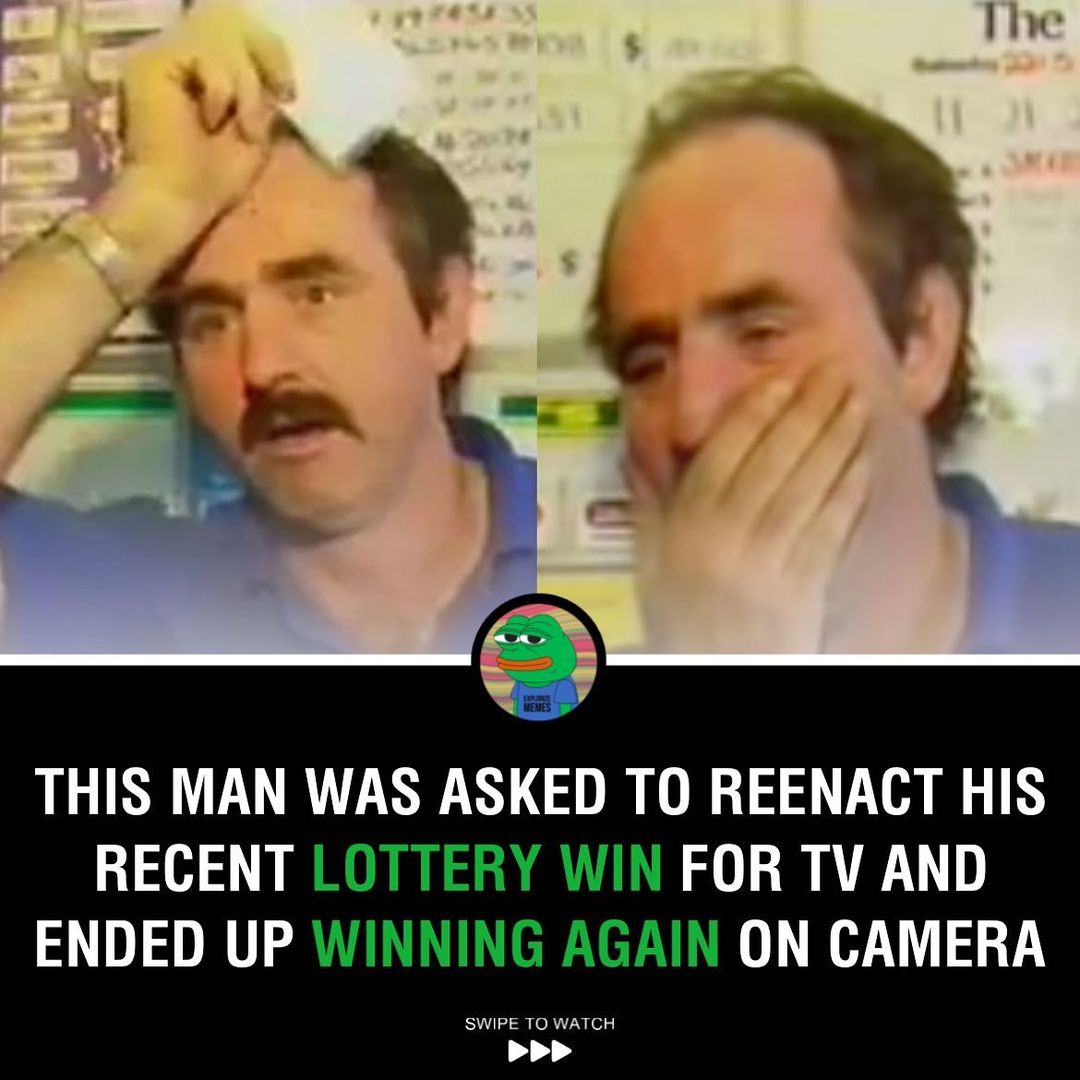 The
$
$
EXPLORIZE
MEMES
THIS MAN WAS ASKED TO REENACT HIS
RECENT LOTTERY WIN FOR TV AND
ENDED UP WINNING AGAIN ON CAMERA
SWIPE TO WATCH